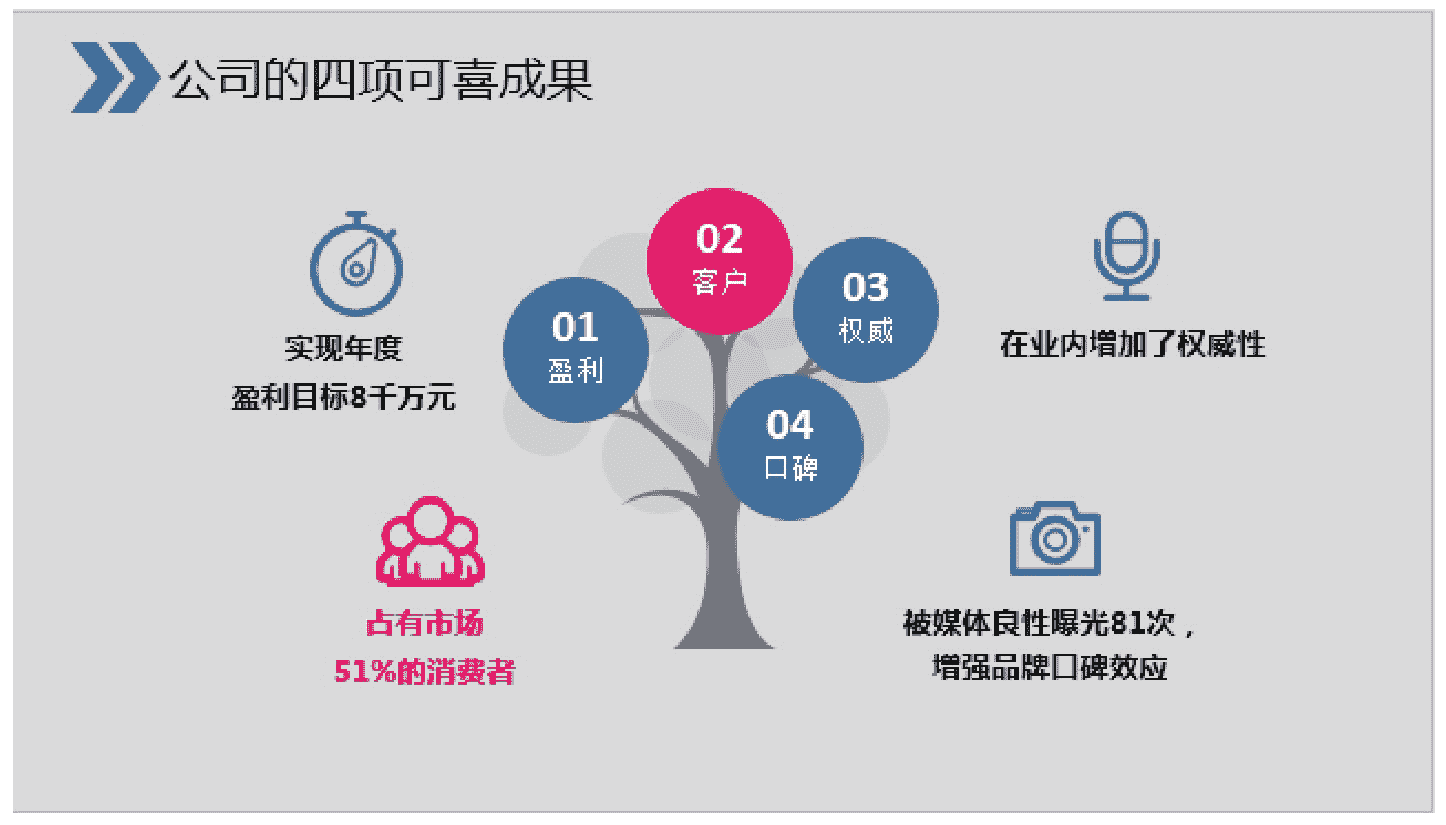 公司的四项可喜成果
01
盈利
02
客户
03
权威
04
口碑
实现年度
盈利目标8千万元
占有市场
51%的消费者
在业内增加了权威性
被媒体良性曝光81次，
增强品牌口碑效应